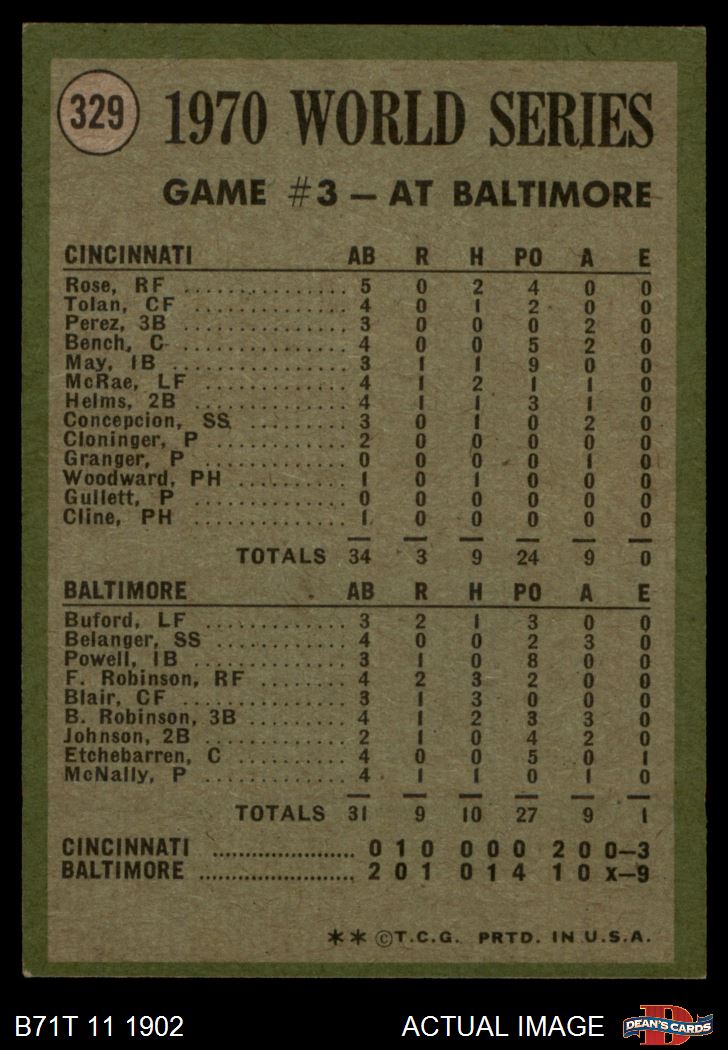 329 1970 WORLD SERIES
GAME #3 – AT BALTIMORE
CINCINNATI AB R H PO A E
Rose, RF ............... 5 0 2 4 0 0
Tolan, CF .............. 4 0 1 2 0 0
Perez, 3B .............. 3 0 0 0 2 0
Bench, C ............... 4 0 0 5 2 0
May, 1B ................ 3 1 1 9 0 0
McRae, LF ............ 4 1 2 1 1 0
Helms, 2B ............. 4 1 1 3 1 0
Concepcion, SS ......... 3 0 1 0 2 0
Cloninger, P ............ 2 0 0 0 0 0
Granger, P ............. 0 0 0 0 1 0
Woodward, PH ......... 1 0 1 0 0 0
Gullett, P .............. 0 0 0 0 0 0
Cline, PH .............. 1 0 0 0 0 0
TOTALS 34 3 9 24 9 0
BALTIMORE AB R H PO A E
Buford, LF ............. 3 2 1 3 0 0
Belanger, SS ........... 4 0 0 2 3 0
Powell, 1B ............. 3 1 0 8 0 0
F. Robinson, RF ........ 4 2 3 2 0 0
Blair, CF ............... 3 1 3 0 0 0
B. Robinson, 3B ......... 4 1 2 3 3 0
Johnson, 2B ............ 2 1 0 4 2 0
Etchebarren, C ......... 4 0 0 5 0 1
McNally, P ............. 4 1 1 0 1 0
TOTALS 31 9 10 27 9 1
CINCINNATI ..................... 0 1 0 0 0 0 2 0 0–3
BALTIMORE ...................... 2 0 1 0 1 4 1 0 x–9
** ©T.C.G. PRTD. IN U.S.A.
B71T 11 1902 ACTUAL IMAGE D DEAN'S CARDS